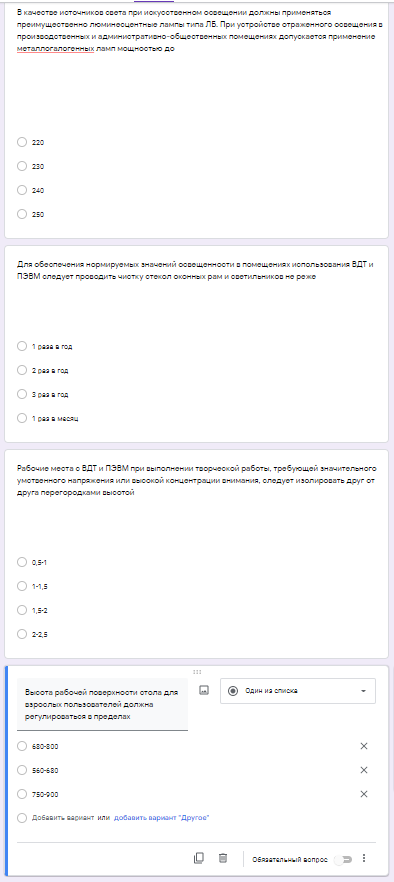 В качестве источников света при искусственном освещении должны применяться
преимущественно люминесцентные лампы типа ЛБ. При устройстве отраженного освещения в
производственных и административно-общественных помещениях допускается применение
металлогалогенных ламп мощностью до
220
230
240
250
Для обеспечения нормируемых значений освещенности в помещениях использования ВДТ и
ПЭВМ следует проводить чистку стекол оконных рам и светильников не реже
1 раза в год
2 раз в год
3 раз в год
1 раз в месяц
Рабочие места с ВДТ и ПЭВМ при выполнении творческой работы, требующей значительного
умственного напряжения или высокой концентрации внимания, следует изолировать друг от
друга перегородками высотой
0,5-1
1-1,5
1,5-2
2-2,5
Высота рабочей поверхности стола для
взрослых пользователей должна
регулироваться в пределах
Один из списка
680-800
560-680
750-900
Добавить вариант или добавить вариант "Другое"
Обязательный вопрос